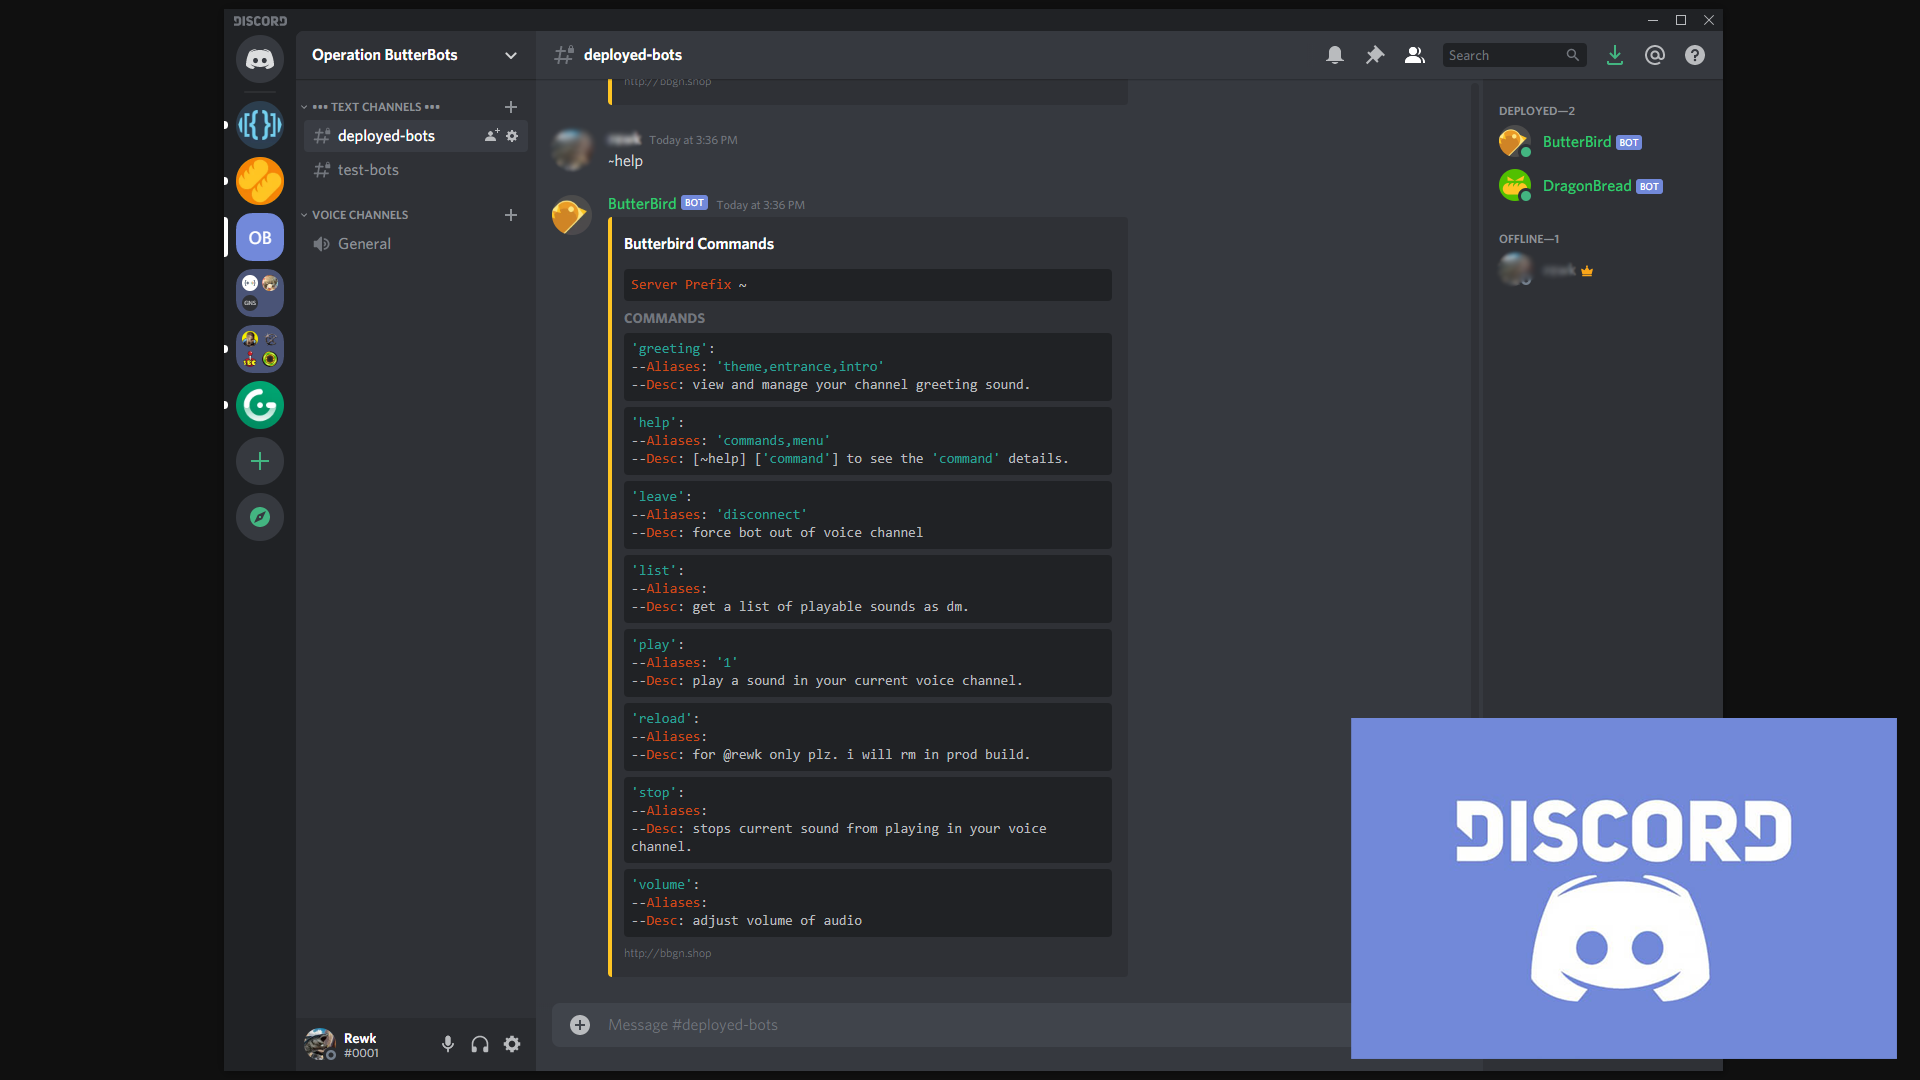 DISCORD
Operation ButterBots
deployed-bots
Search
••• TEXT CHANNELS •••
deployed-bots
test-bots
VOICE CHANNELS
General
OB
GNS
http://bbgn.shop
rewk Today at 3:36 PM
~help
ButterBird BOT Today at 3:36 PM
Butterbird Commands
Server Prefix ~
COMMANDS
'greeting':
--Aliases: 'theme,entrance,intro'
--Desc: view and manage your channel greeting sound.
'help':
--Aliases: 'commands,menu'
--Desc: [~help] ['command'] to see the 'command' details.
'leave':
--Aliases: 'disconnect'
--Desc: force bot out of voice channel
'list':
--Aliases:
--Desc: get a list of playable sounds as dm.
'play':
--Aliases: '1'
--Desc: play a sound in your current voice channel.
'reload':
--Aliases:
--Desc: for @rewk only plz. i will rm in prod build.
'stop':
--Aliases:
--Desc: stops current sound from playing in your voice
channel.
'volume':
--Aliases:
--Desc: adjust volume of audio
http://bbgn.shop
Message #deployed-bots
DEPLOYED—2
ButterBird BOT
DragonBread BOT
OFFLINE—1
rewk
Rewk
#0001
DISCORD